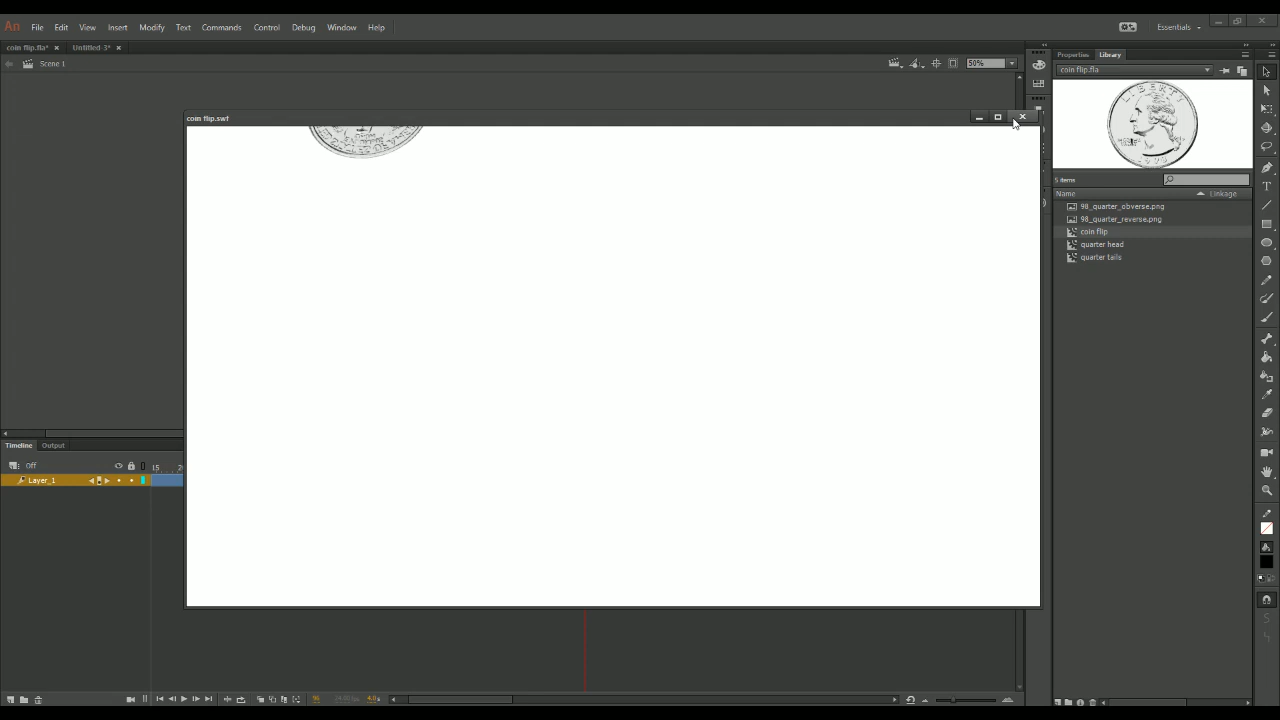 An File Edit View Insert Modify Text Commands Control Debug Window Help Essentials
coin flip.fla* Untitled-3*
Scene 1 50%
Properties Library
coin flip.fla
LIBERTY
coin flip.swf
5 items
Name Linkage
98_quarter_obverse.png
98_quarter_reverse.png
coin flip
quarter head
quarter tails
Timeline Output
Off 15
Layer_1